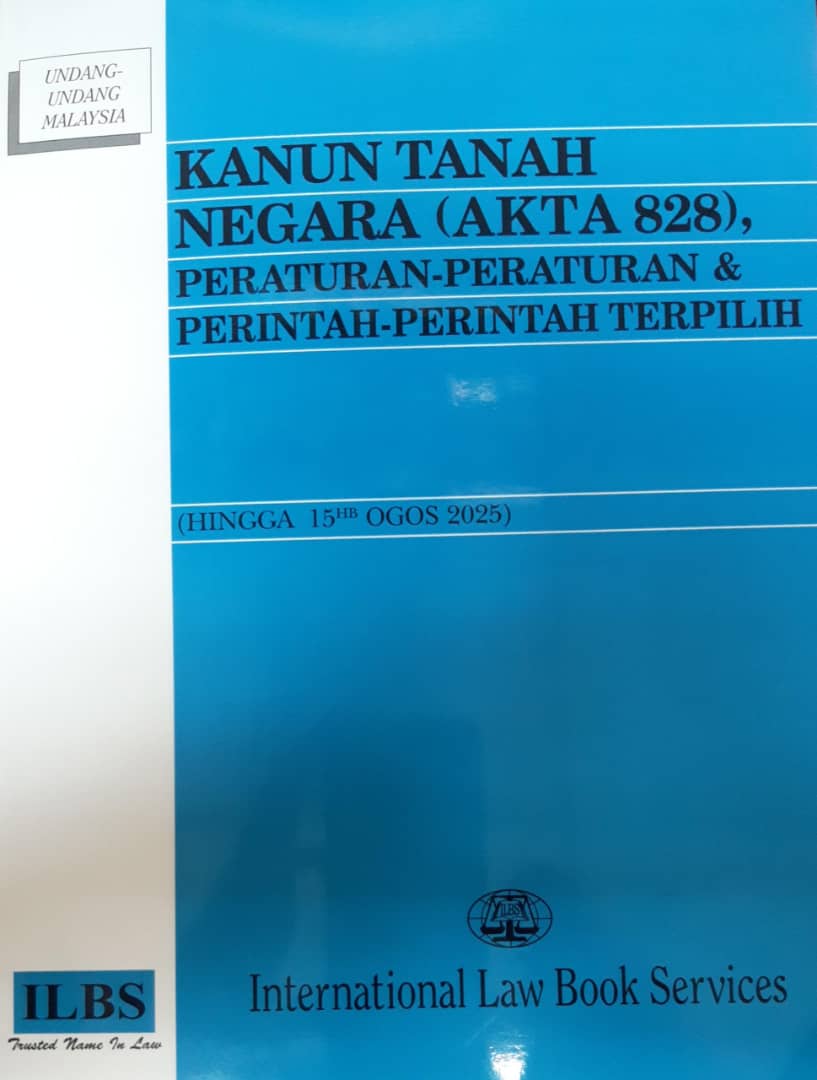 UNDANG-
UNDANG
MALAYSIA
KANUN TANAH
NEGARA (AKTA 828),
PERATURAN-PERATURAN &
PERINTAH-PERINTAH TERPILIH
(HINGGA 15HB OGOS 2025)
ILBS
International Law Book Services
ILBS
Trusted Name In Law